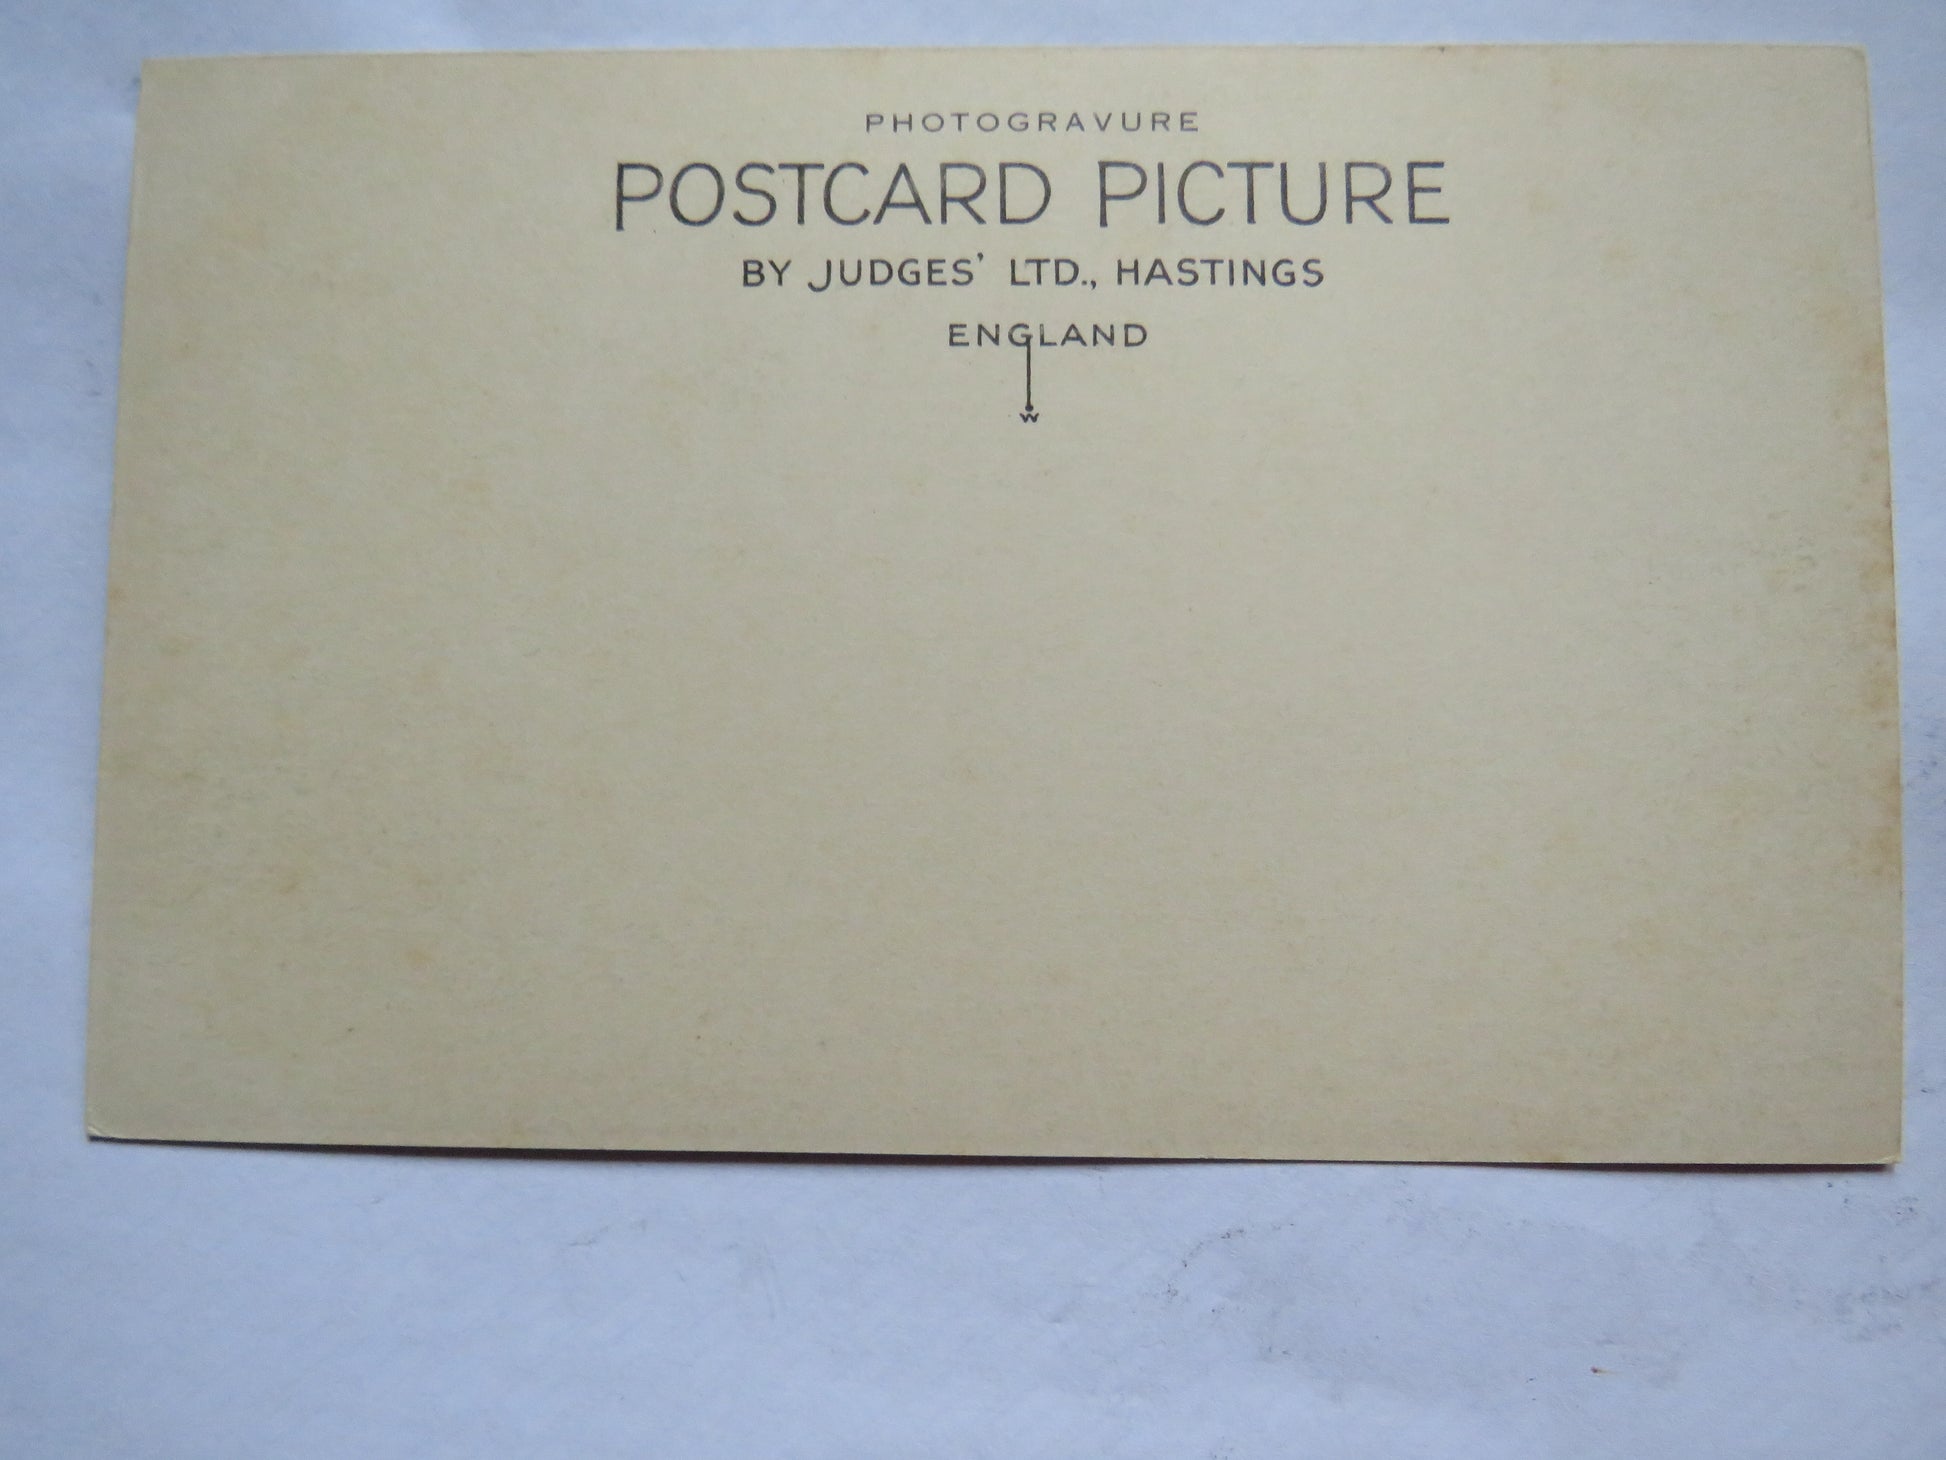 PHOTOGRAVURE
POSTCARD PICTURE
BY JUDGES' LTD., HASTINGS
ENGLAND
W